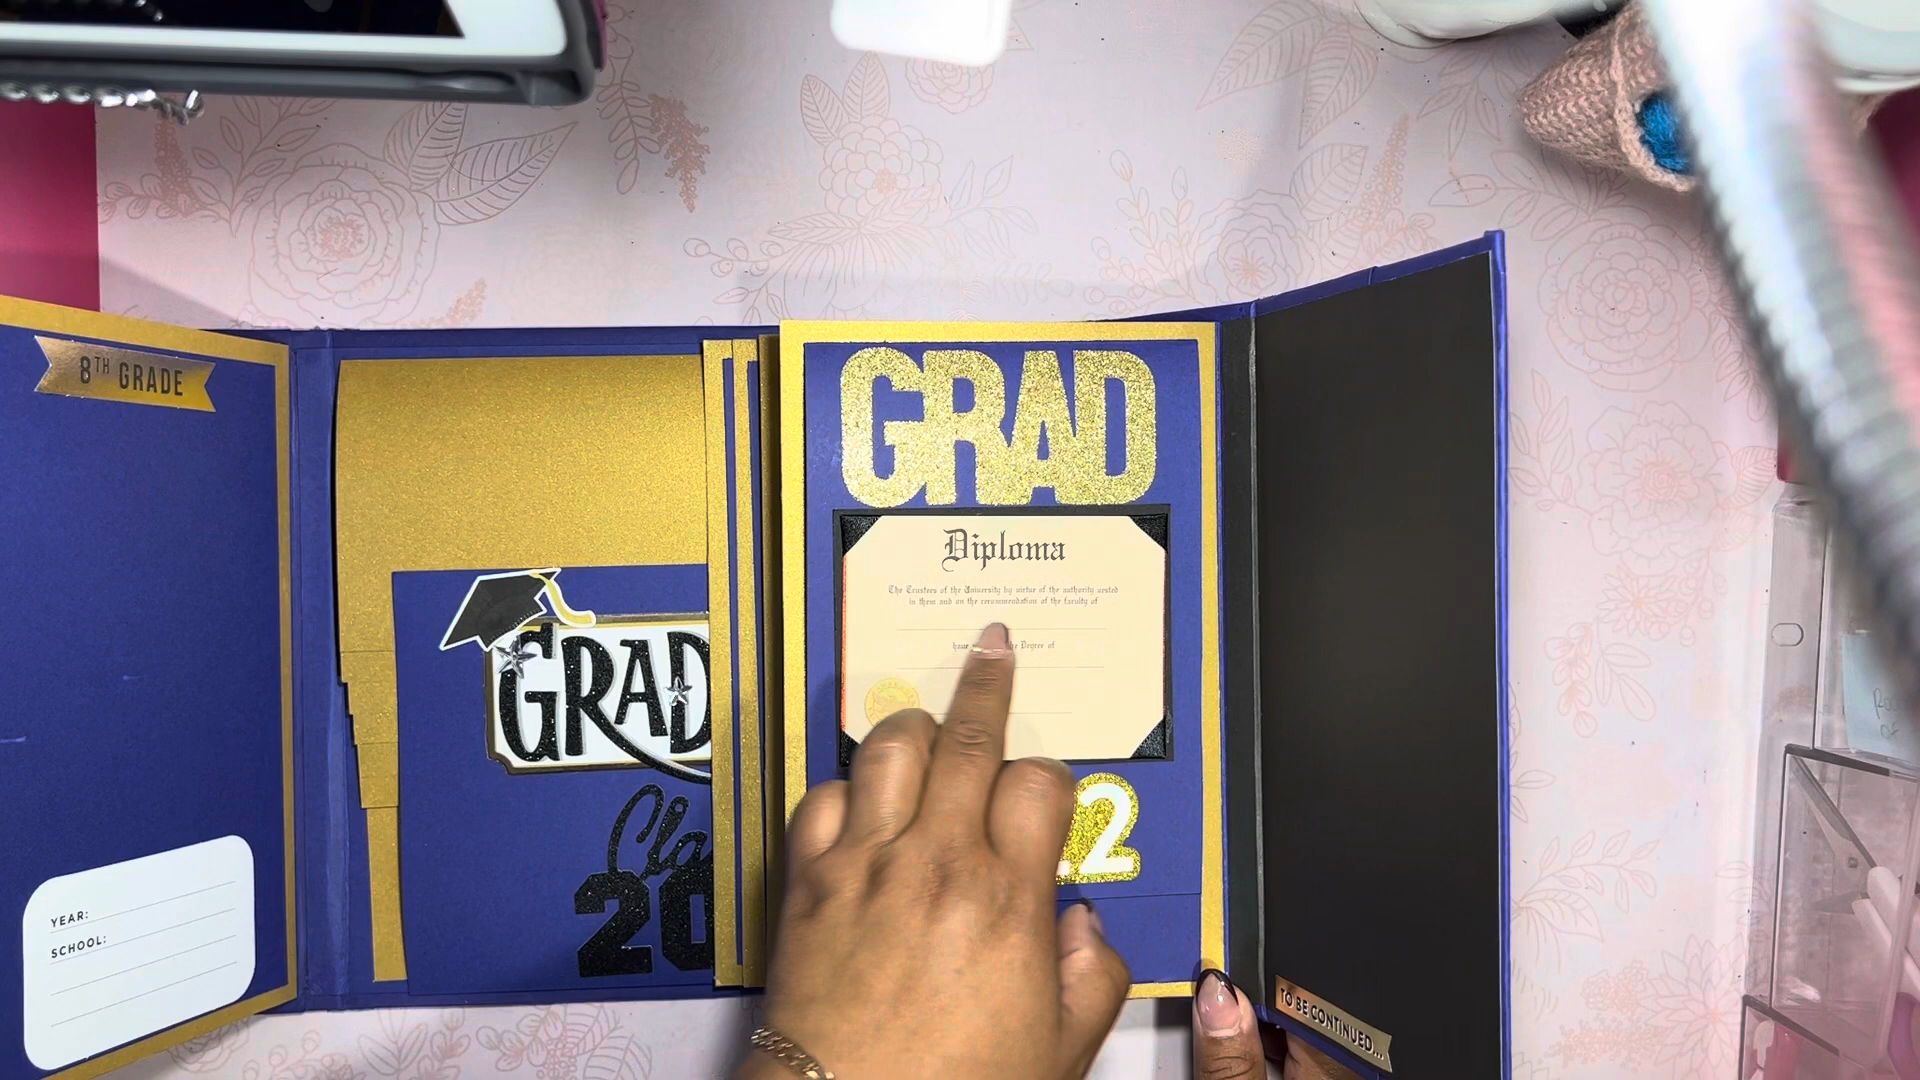 8TH GRADE
YEAR:
SCHOOL:
GRAD
20
GRAD
Diploma
The Trustees of the University by virtue of the authority vested
in them and on the recommendation of the faculty of
Degree of
2
TO BE CONTINUED...